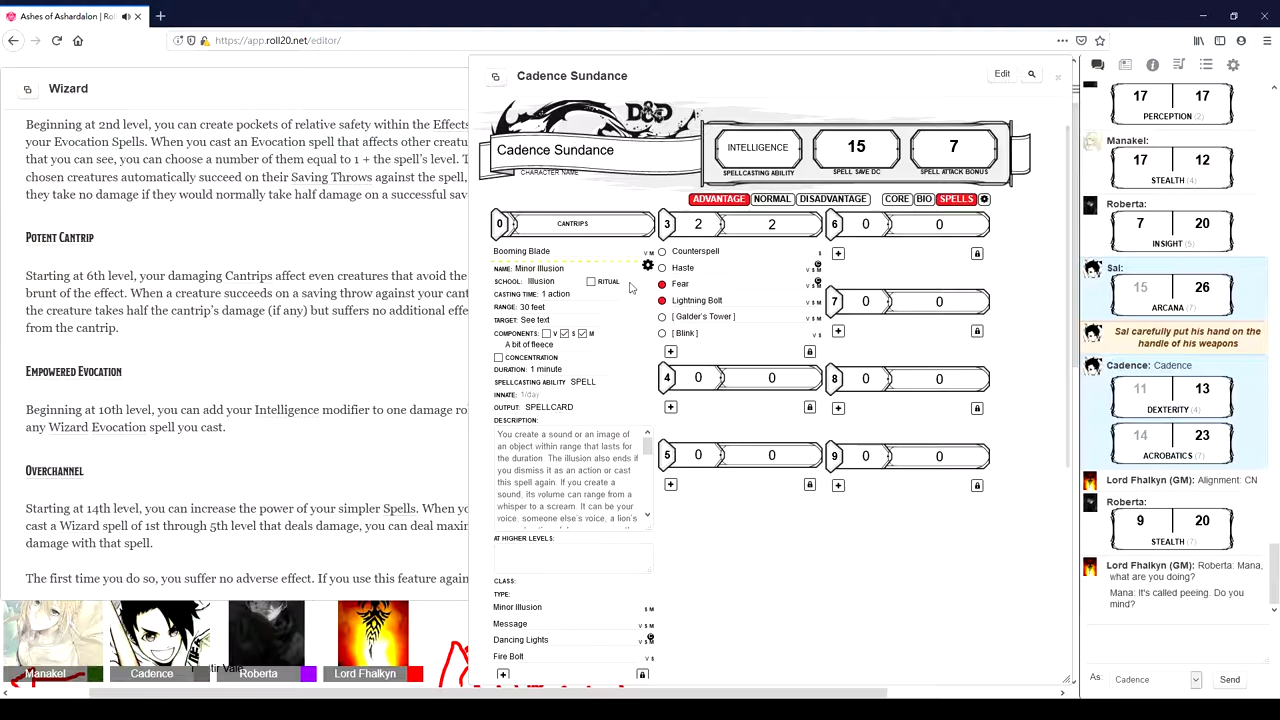 Ashes of Ashardalon | Rol
https://app.roll20.net/editor/
Wizard
Beginning at 2nd level, you can create pockets of relative safety within the Effects
your Evocation Spells. When you cast an Evocation spell that affects other creatu
that you can see, you can choose a number of them equal to 1 + the spell's level. T
chosen creatures automatically succeed on their Saving Throws against the spell,
they take no damage if they would normally take half damage on a successful sav
Potent Cantrip
Starting at 6th level, your damaging Cantrips affect even creatures that avoid the
brunt of the effect. When a creature succeeds on a saving throw against your cant
the creature takes half the cantrip's damage (if any) but suffers no additional effe
from the cantrip.
Empowered Evocation
Beginning at 10th level, you can add your Intelligence modifier to one damage rol
any Wizard Evocation spell you cast.
Overchannel
Starting at 14th level, you can increase the power of your simpler Spells. When yo
cast a Wizard spell of 1st through 5th level that deals damage, you can deal maxi
damage with that spell.
The first time you do so, you suffer no adverse effect. If you use this feature again
Manakel
Cadence
Roberta
Lord Fhalkyn
Cadence Sundance
Edit
D&D
Cadence Sundance
CHARACTER NAME
INTELLIGENCE
15
7
SPELLCASTING ABILITY
SPELL SAVE DC
SPELL ATTACK BONUS
ADVANTAGE NORMAL DISADVANTAGE
CORE BIO SPELLS
0 CANTRIPS
Booming Blade V M
NAME: Minor Illusion
SCHOOL: Illusion RITUAL
CASTING TIME: 1 action
RANGE: 30 feet
TARGET: See text
COMPONENTS: V S M
A bit of fleece
CONCENTRATION
DURATION: 1 minute
SPELLCASTING ABILITY SPELL
INNATE: 1/day
OUTPUT: SPELLCARD
DESCRIPTION:
You create a sound or an image of
an object within range that lasts for
the duration. The illusion also ends if
you dismiss it as an action or cast
this spell again. If you create a
sound, its volume can range from a
whisper to a scream. It can be your
voice, someone else's voice, a lion's
AT HIGHER LEVELS:
CLASS:
TYPE:
Minor Illusion S M
Message V S M
Dancing Lights V S M
Fire Bolt V S
3 2 2
Counterspell S
Haste V S M
Fear V S M
Lightning Bolt V S M
[ Galder's Tower ] V S M
[ Blink ] V S
4 0 0
5 0 0
6 0 0
7 0 0
8 0 0
9 0 0
17 17
PERCEPTION (2)
Manakel:
17 12
STEALTH (4)
Roberta:
7 20
INSIGHT (5)
Sal:
15 26
ARCANA (7)
Sal carefully put his hand on the
handle of his weapons
Cadence: Cadence
11 13
DEXTERITY (4)
14 23
ACROBATICS (7)
Lord Fhalkyn (GM): Alignment: CN
Roberta:
9 20
STEALTH (7)
Lord Fhalkyn (GM): Roberta: Mana,
what are you doing?
Mana: It's called peeing. Do you
mind?
As: Cadence
Send